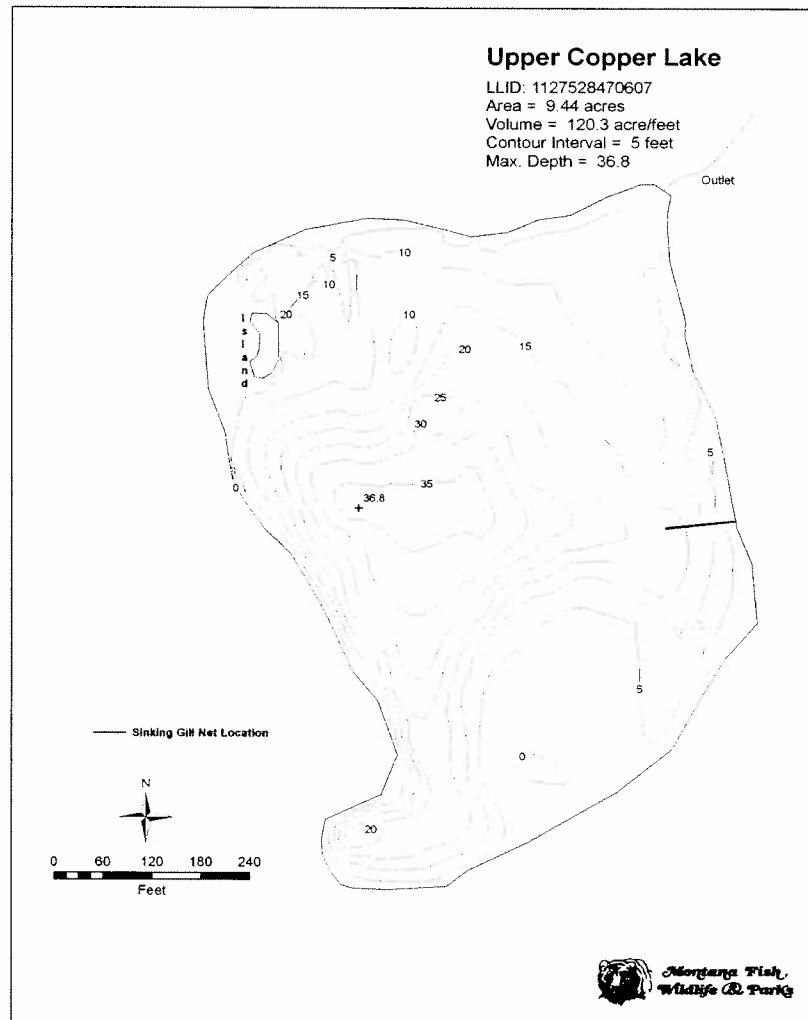 Upper Copper Lake
LLID: 1127528470607
Area = 9.44 acres
Volume = 120.3 acre/feet
Contour Interval = 5 feet
Max. Depth = 36.8
Outlet
5
10
10
15
20
Island
10
20
15
25
30
5
0
35
36.8
5
0
Sinking Gill Net Location
N
20
0 60 120 180 240
Feet
Montana Fish,
Wildlife & Parks